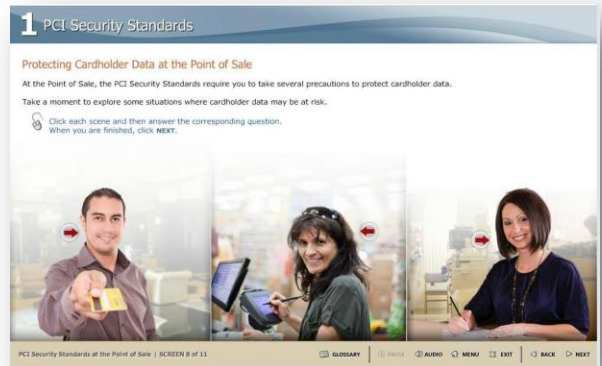 1 PCI Security Standards
Protecting Cardholder Data at the Point of Sale
At the Point of Sale, the PCI Security Standards require you to take several precautions to protect cardholder data.
Take a moment to explore some situations where cardholder data may be at risk.
Click each scene and then answer the corresponding question.
When you are finished, click NEXT.
PCI Security Standards at the Point of Sale | SCREEN 8 of 11
GLOSSARY PAUSE AUDIO MENU EXIT BACK NEXT